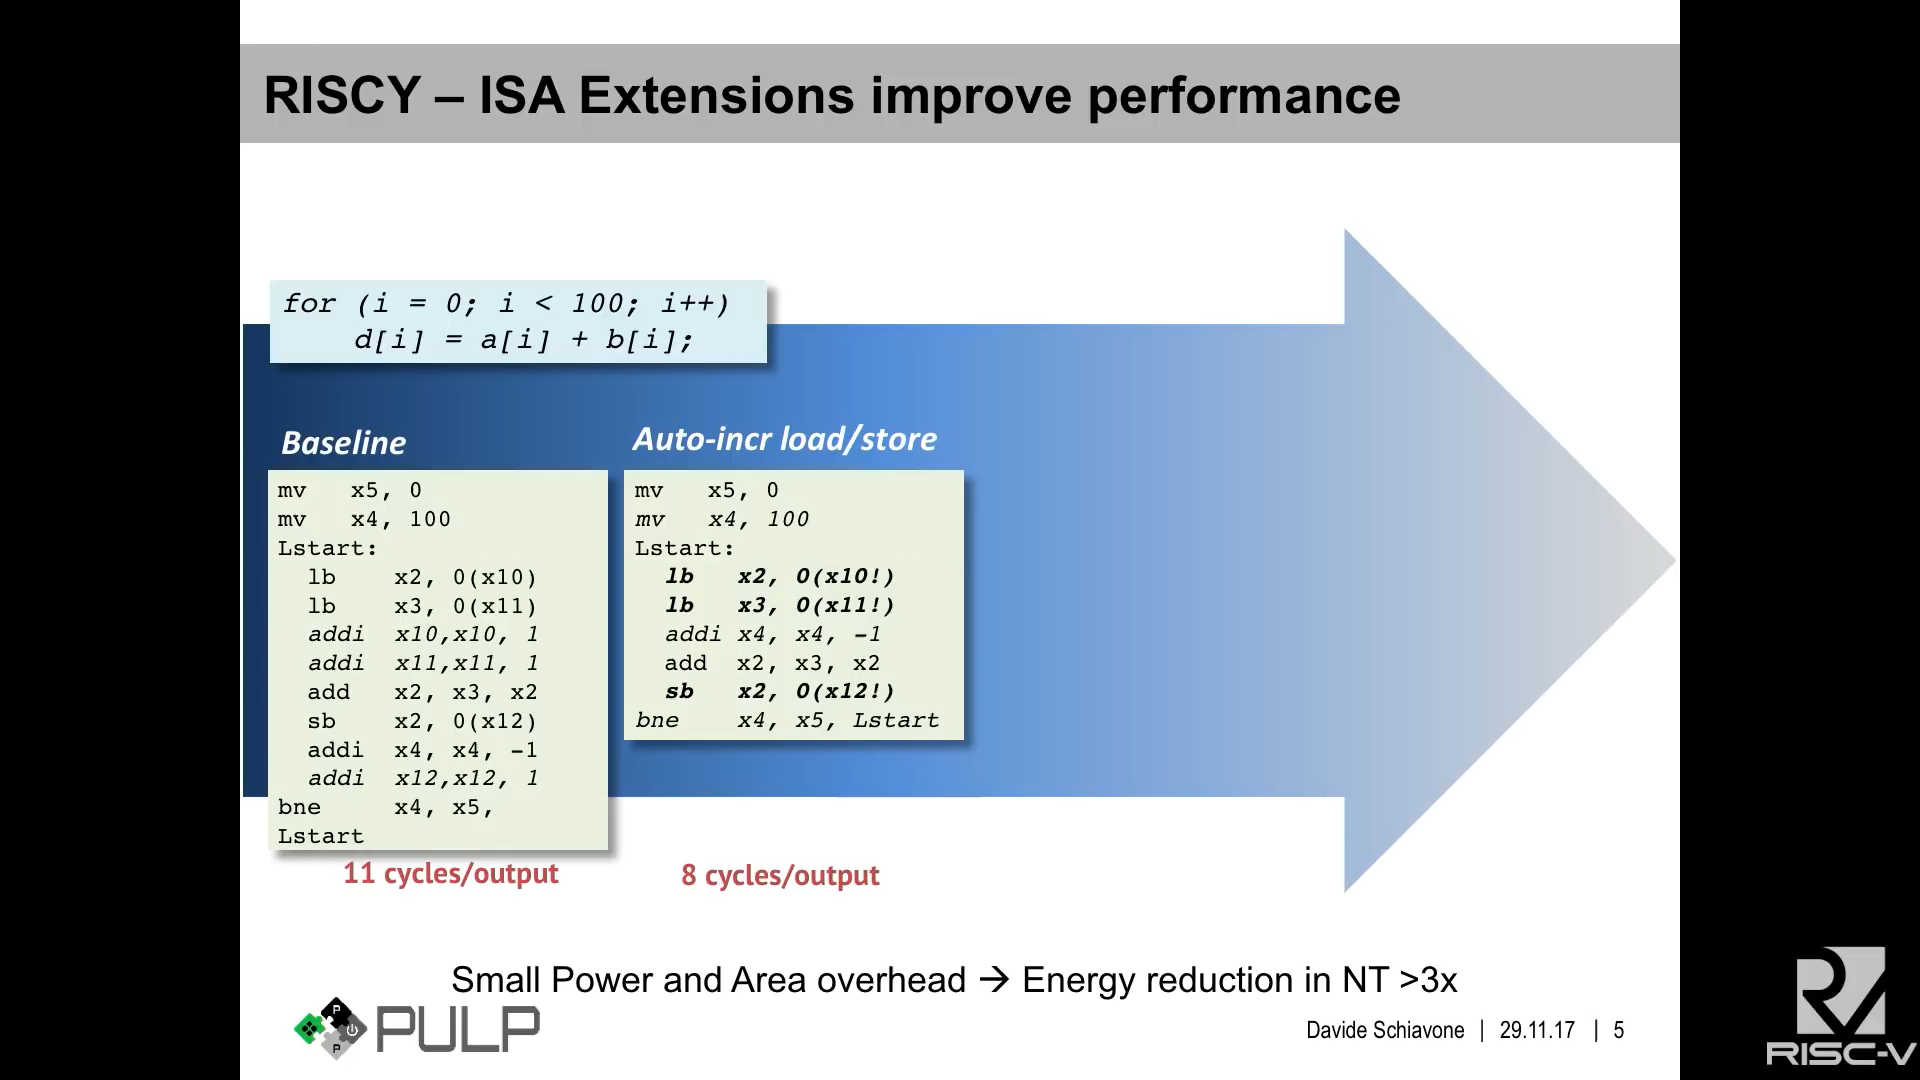 RISCY – ISA Extensions improve performance
for (i = 0; i < 100; i++)
d[i] = a[i] + b[i];
Baseline
mv x5, 0
mv x4, 100
Lstart:
lb x2, 0(x10)
lb x3, 0(x11)
addi x10,x10, 1
addi x11,x11, 1
add x2, x3, x2
sb x2, 0(x12)
addi x4, x4, -1
addi x12,x12, 1
bne x4, x5,
Lstart
11 cycles/output
Auto-incr load/store
mv x5, 0
mv x4, 100
Lstart:
lb x2, 0(x10!)
lb x3, 0(x11!)
addi x4, x4, -1
add x2, x3, x2
sb x2, 0(x12!)
bne x4, x5, Lstart
8 cycles/output
Small Power and Area overhead → Energy reduction in NT >3x
P
P
PULP
Davide Schiavone | 29.11.17 | 5
RISC-V